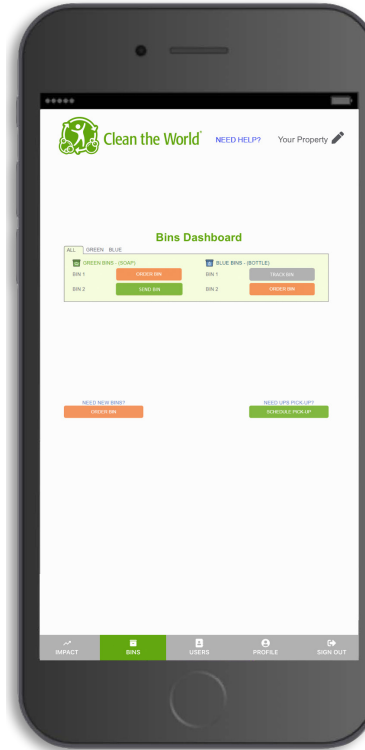 Clean the World®
NEED HELP?
Your Property
Bins Dashboard
ALL GREEN BLUE
GREEN BINS - (SOAP) BLUE BINS - (BOTTLE)
BIN 1 ORDER BIN BIN 1 TRACK BIN
BIN 2 SEND BIN BIN 2 ORDER BIN
NEED NEW BINS? NEED UPS PICK-UP?
ORDER BIN SCHEDULE PICK-UP
IMPACT BINS USERS PROFILE SIGN OUT